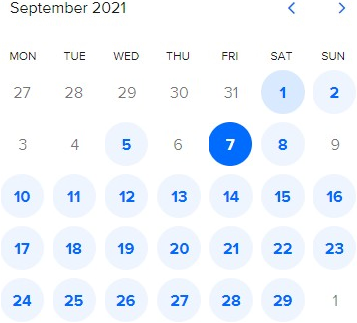 September 2021
MON TUE WED THU FRI SAT SUN
27 28 29 30 31 1 2
3 4 5 6 7 8 9
10 11 12 13 14 15 16
17 18 19 20 21 22 23
24 25 26 27 28 29 1